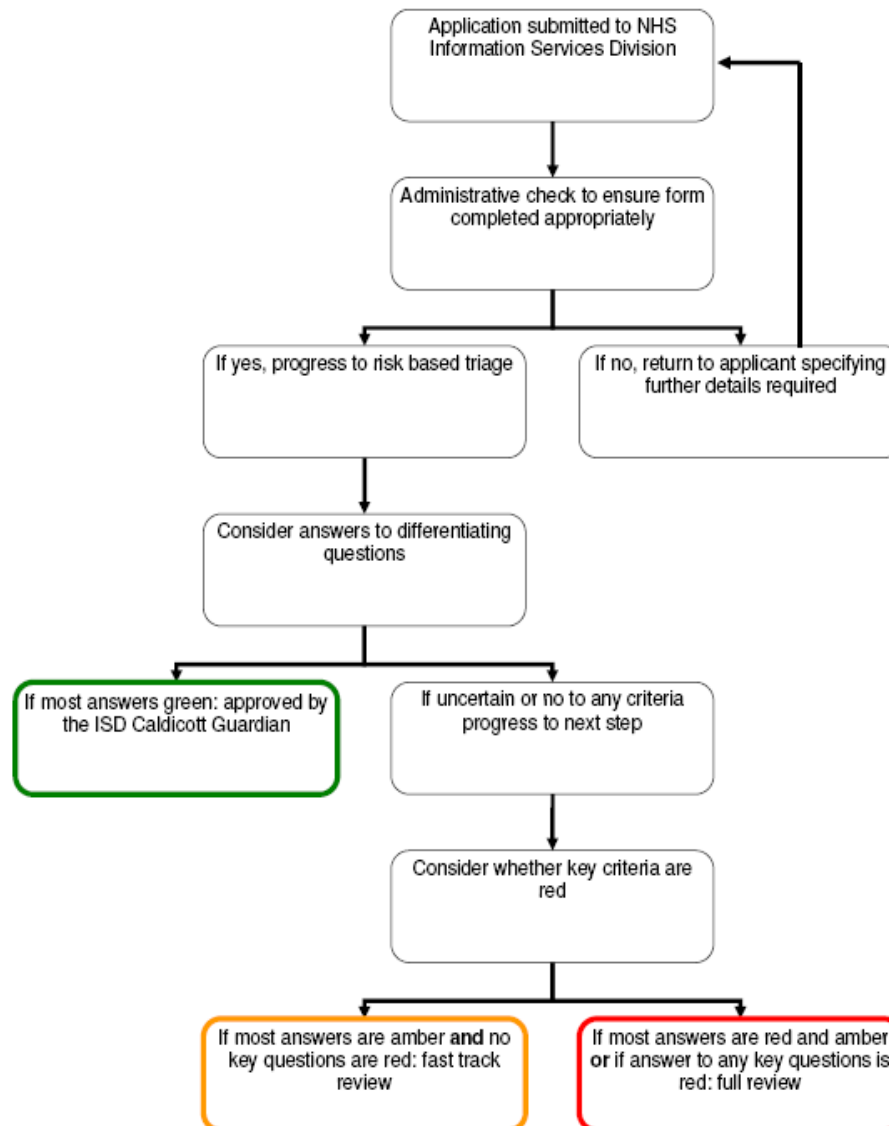 Application submitted to NHS
Information Services Division
Administrative check to ensure form
completed appropriately
If yes, progress to risk based triage
If no, return to applicant specifying
further details required
Consider answers to differentiating
questions
If most answers green: approved by
the ISD Caldicott Guardian
If uncertain or no to any criteria
progress to next step
Consider whether key criteria are
red
If most answers are amber and no
key questions are red: fast track
review
If most answers are red and amber
or if answer to any key questions is
red: full review